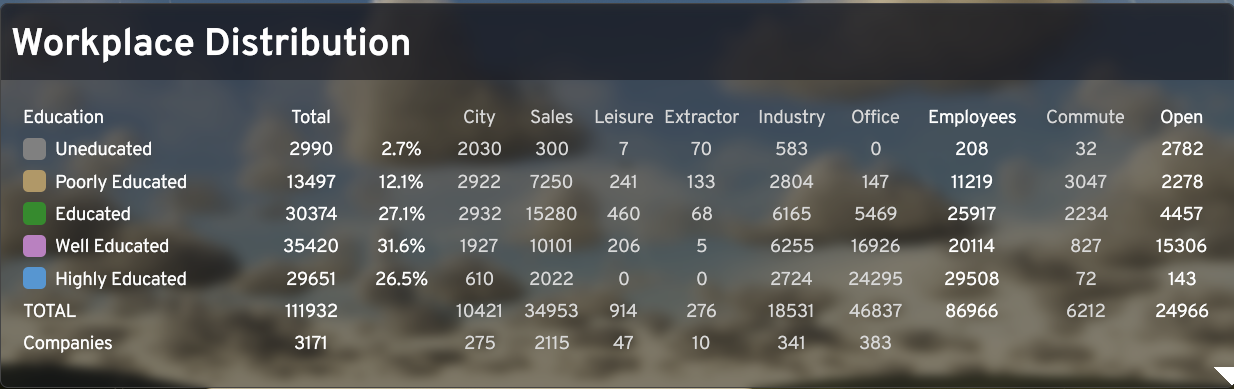 Workplace Distribution
Education Total City Sales Leisure Extractor Industry Office Employees Commute Open
Uneducated 2990 2.7% 2030 300 7 70 583 0 208 32 2782
Poorly Educated 13497 12.1% 2922 7250 241 133 2804 147 11219 3047 2278
Educated 30374 27.1% 2932 15280 460 68 6165 5469 25917 2234 4457
Well Educated 35420 31.6% 1927 10101 206 5 6255 16926 20114 827 15306
Highly Educated 29651 26.5% 610 2022 0 0 2724 24295 29508 72 143
TOTAL 111932 10421 34953 914 276 18531 46837 86966 6212 24966
Companies 3171 275 2115 47 10 341 383